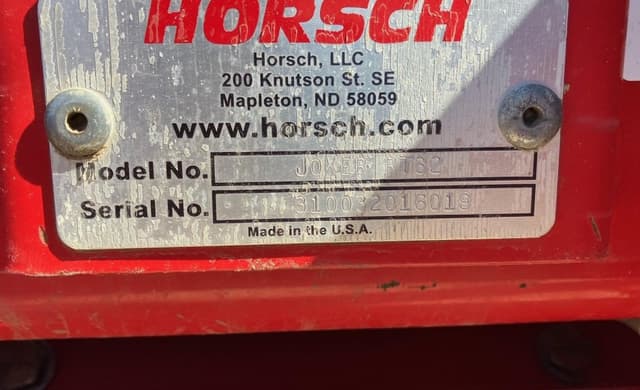 HORSCH
Horsch, LLC
200 Knutson St. SE
Mapleton, ND 58059
www.horsch.com
Model No. JOKER
Serial No.
Made in the U.S.A.